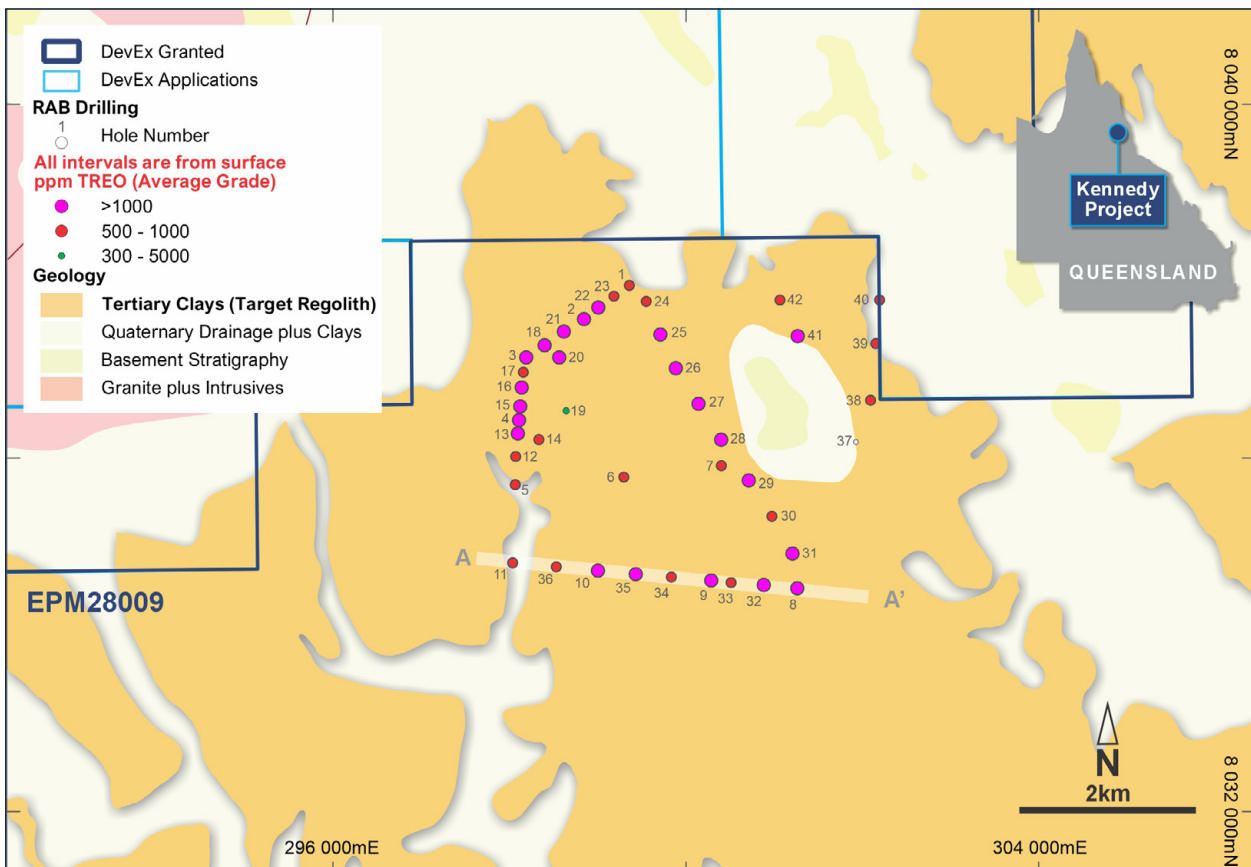 DevEx Granted
DevEx Applications
RAB Drilling
1
Hole Number
All intervals are from surface
ppm TREO (Average Grade)
>1000
500 - 1000
300 - 5000
Geology
Tertiary Clays (Target Regolith)
Quaternary Drainage plus Clays
Basement Stratigraphy
Granite plus Intrusives
8 040 000mN
Kennedy
Project
QUEENSLAND
1
23
22
24
42
40
2
21
25
41
18
39
3
20
26
17
16
38
15
27
19
4
13
14
28
37
12
7
5
6
29
30
31
A
11
36
10
35
34
9
33
32
8
A'
EPM28009
N
2km
8 032 000mN
296 000mE
304 000mE